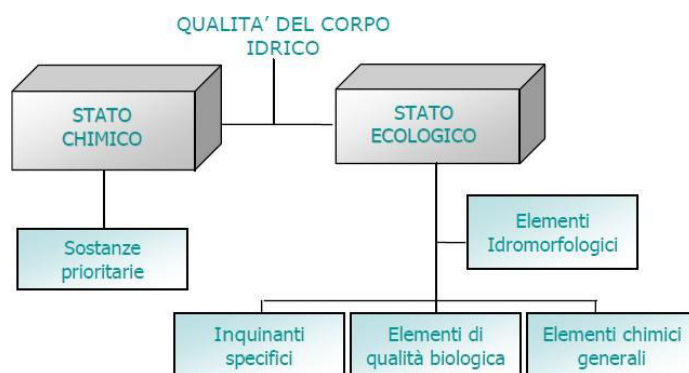 QUALITA' DEL CORPO
IDRICO
STATO
CHIMICO
STATO
ECOLOGICO
Sostanze
prioritarie
Elementi
Idromorfologici
Inquinanti
specifici
Elementi di
qualità biologica
Elementi chimici
generali